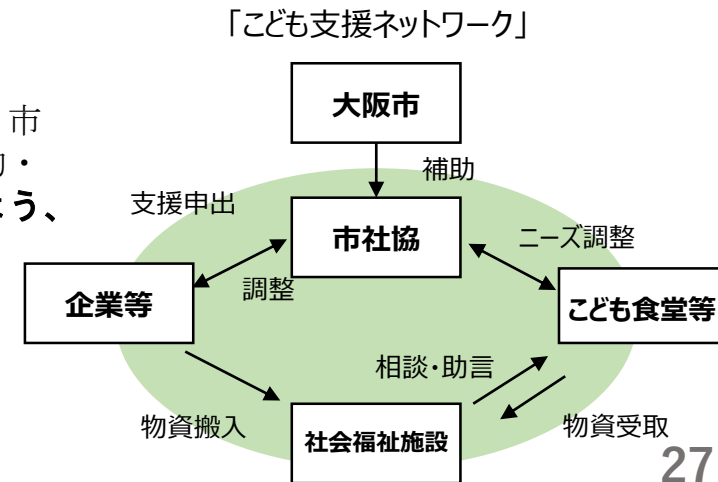 「こども支援ネットワーク」
大阪市
市
・
補助
う、
支援申出
市社協
ニーズ調整
企業等
調整
こども食堂等
相談・助言
物資搬入
社会福祉施設
物資受取
27